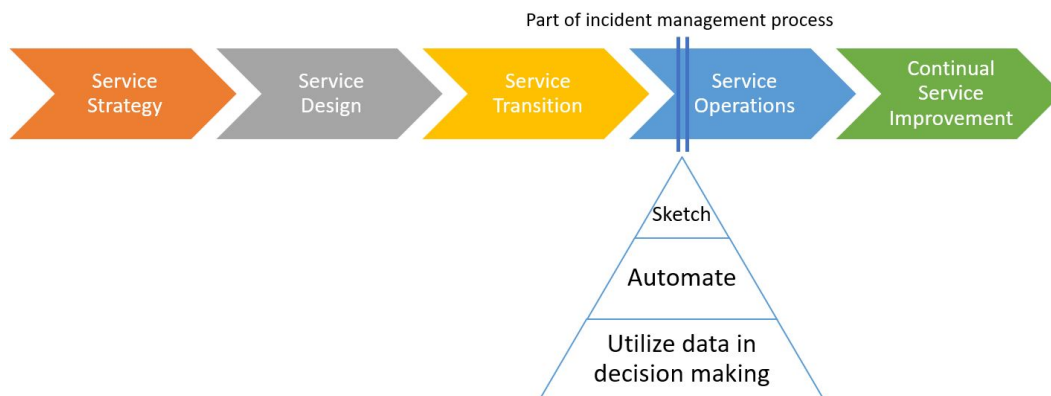 Part of incident management process
Service
Strategy
Service
Design
Service
Transition
Service
Operations
Continual
Service
Improvement
Sketch
Automate
Utilize data in
decision making